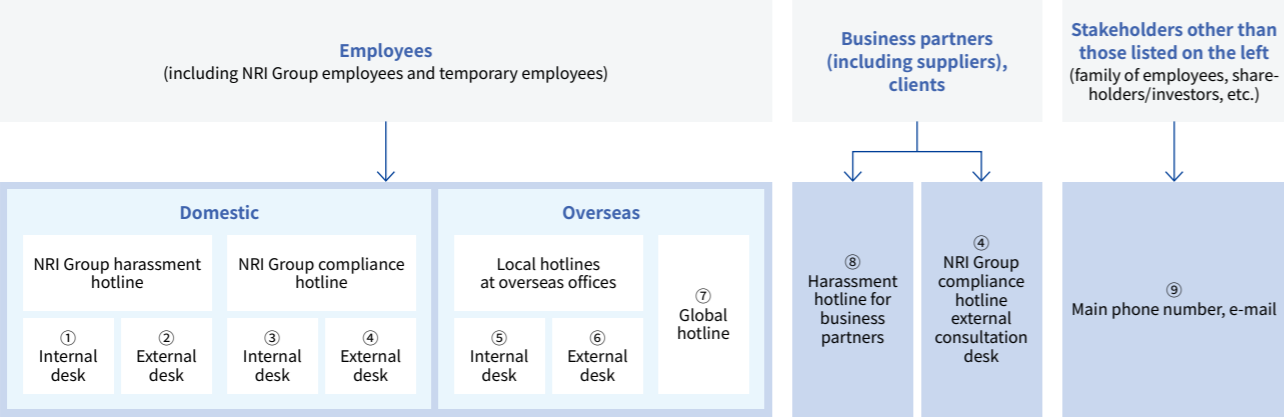 Employees
(including NRI Group employees and temporary employees)
Business partners
(including suppliers),
clients
Stakeholders other than
those listed on the left
(family of employees, share-
holders/investors, etc.)
Domestic
NRI Group harassment
hotline
①
Internal
desk
②
External
desk
NRI Group compliance
hotline
③
Internal
desk
④
External
desk
Overseas
Local hotlines
at overseas offices
⑤
Internal
desk
⑥
External
desk
⑦
Global
hotline
⑧
Harassment
hotline for
business
partners
④
NRI Group
compliance
hotline
external
consultation
desk
⑨
Main phone number, e-mail